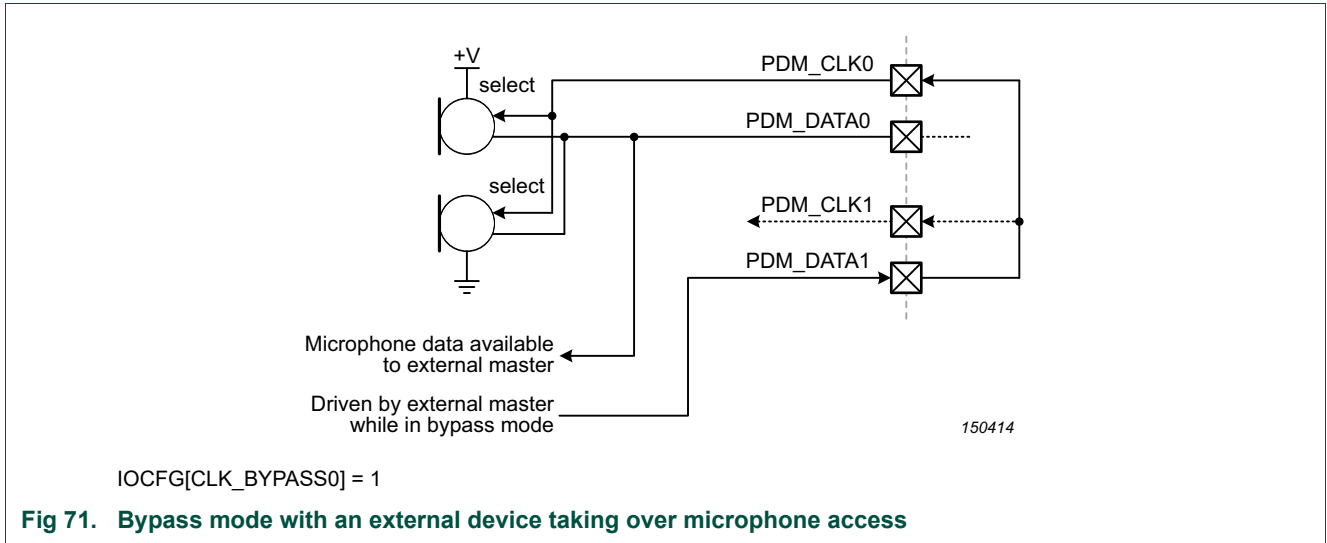 +V
select
PDM_CLK0
PDM_DATA0
select
PDM_CLK1
PDM_DATA1
Microphone data available
to external master
Driven by external master
while in bypass mode
150414
IOCFG[CLK_BYPASS0] = 1
Fig 71. Bypass mode with an external device taking over microphone access